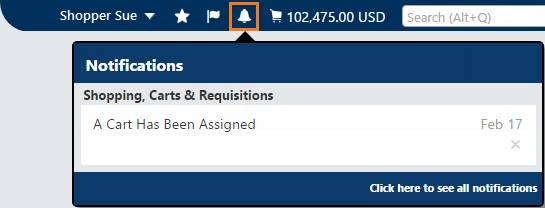 Shopper Sue 102,475.00 USD Search (Alt+Q)
Notifications
Shopping, Carts & Requisitions
A Cart Has Been Assigned Feb 17
Click here to see all notifications